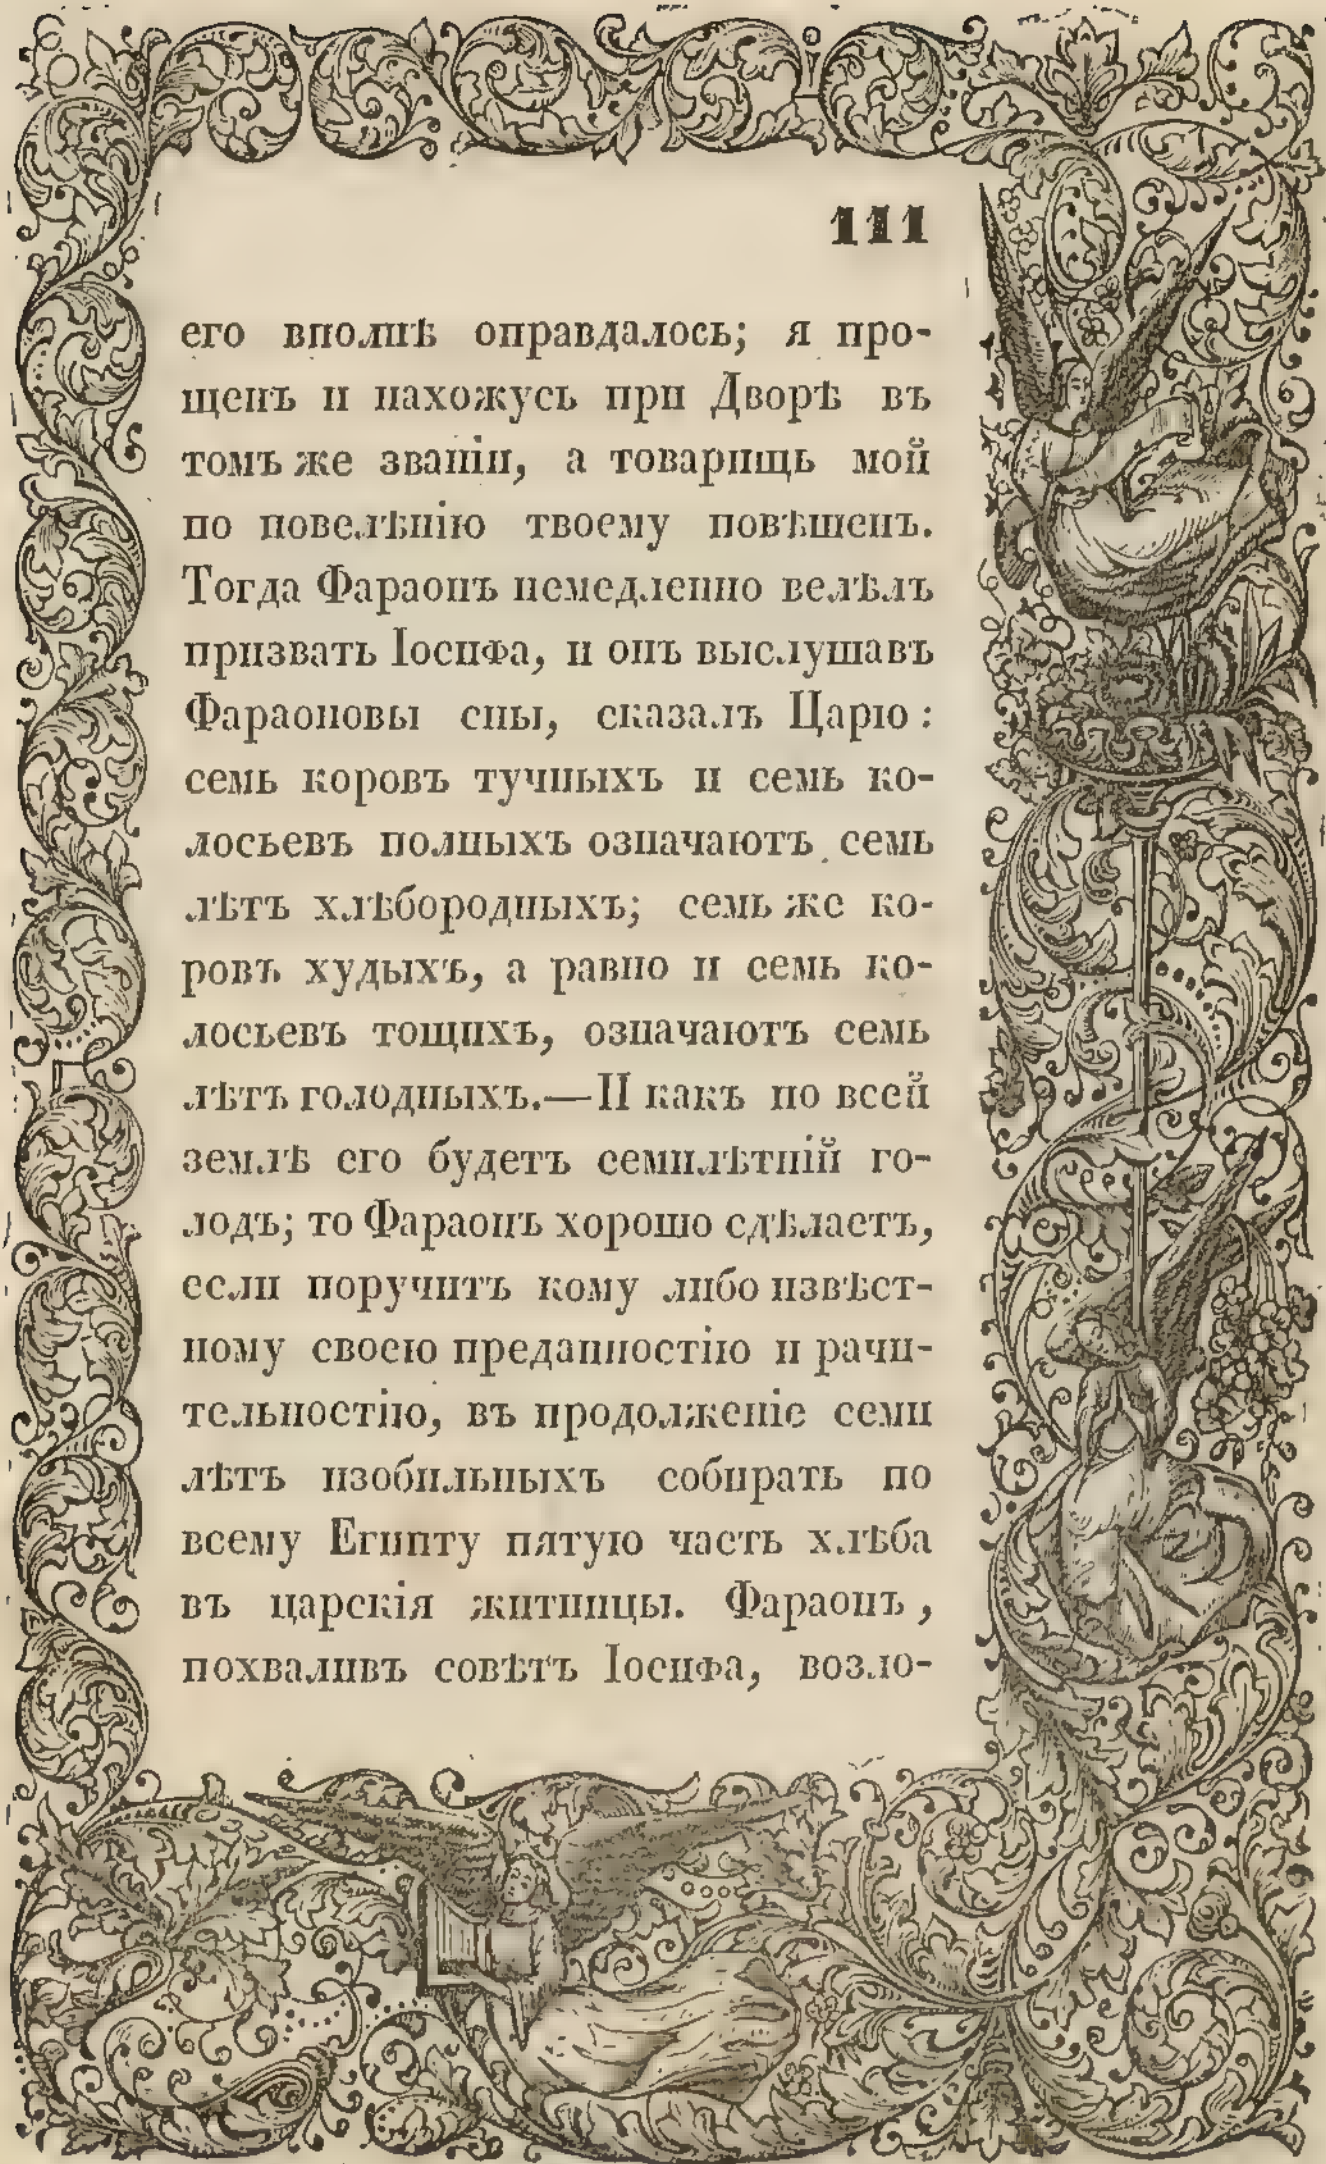 111
его вполнѣ оправдалось; я про-
щенъ и нахожусь при Дворѣ въ
томъ же званіи, а товарищь мой
по повелѣнію твоему повѣшенъ.
Тогда Фараонъ немедленно велѣлъ
призвать Іосифа, и онъ выслушавъ
Фараоновы сны, сказалъ Царю:
семь коровъ тучныхъ и семь ко-
лосьевъ полныхъ означаютъ семь
лѣтъ хлѣбородныхъ; семь же ко-
ровъ худыхъ, а равно и семь ко-
лосьевъ тощихъ, означаютъ семь
лѣтъ голодныхъ.—И какъ по всей
землѣ его будетъ семилѣтній го-
лодъ; то Фараонъ хорошо сдѣлаетъ,
если поручитъ кому либо извѣст-
ному своею преданностію и рачи-
тельностію, въ продолженіе семи
лѣтъ изобильныхъ собирать по
всему Египту пятую часть хлѣба
въ царскія житницы. Фараонъ,
похваливъ совѣтъ Іосифа, возло-